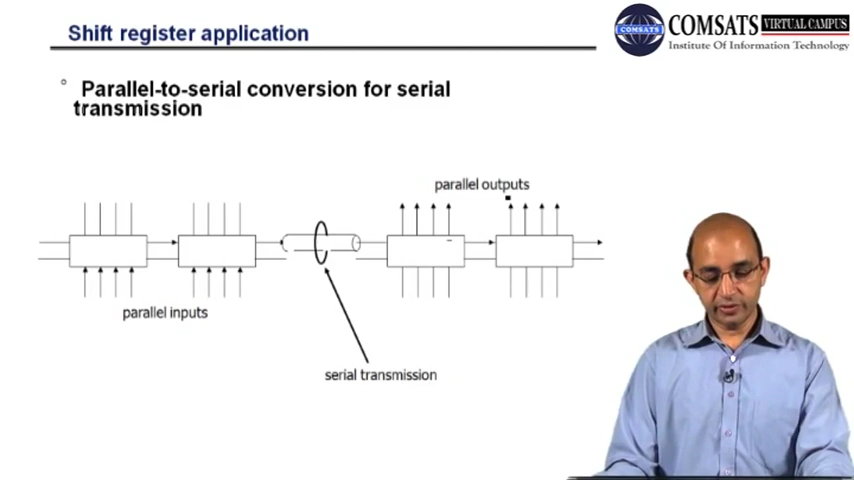 Shift register application
COMSATS VIRTUAL CAMPUS
Institute Of Information Technology
COMSATS
Parallel-to-serial conversion for serial
transmission
parallel outputs
parallel inputs
serial transmission